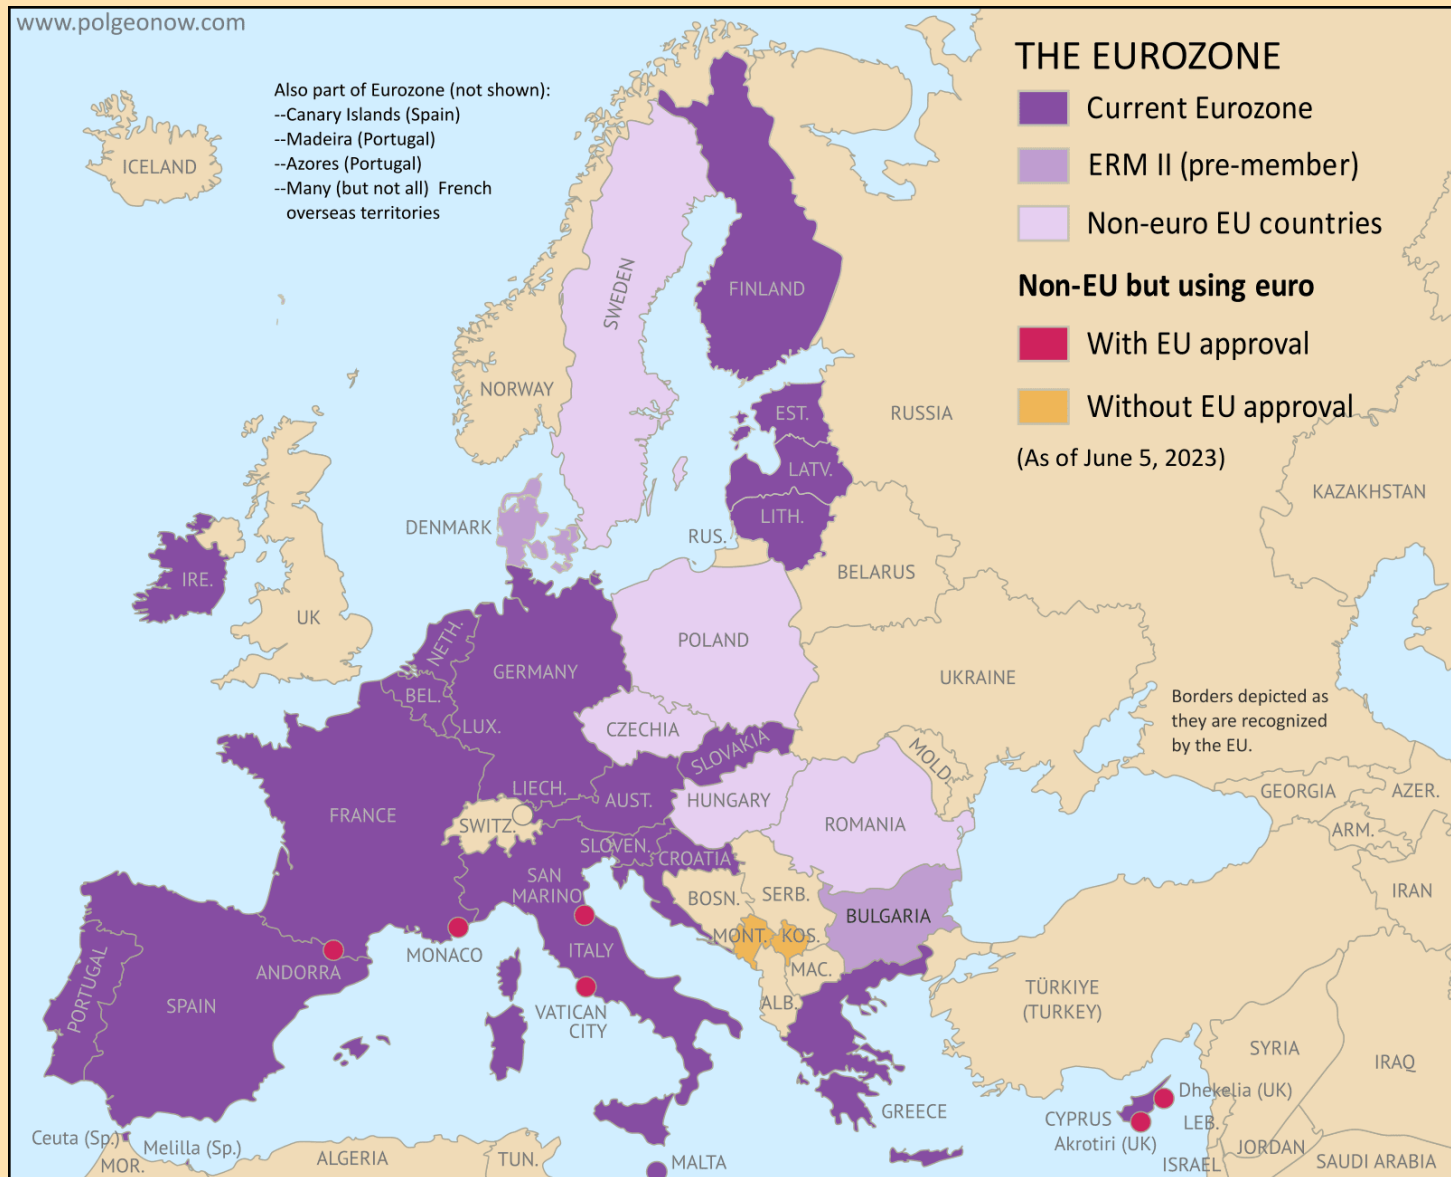 www.polgeonow.com
THE EUROZONE
Current Eurozone
ERM II (pre-member)
Non-euro EU countries
Non-EU but using euro
With EU approval
Without EU approval
(As of June 5, 2023)
Also part of Eurozone (not shown):
--Canary Islands (Spain)
--Madeira (Portugal)
--Azores (Portugal)
--Many (but not all) French
overseas territories
ICELAND
SWEDEN
FINLAND
NORWAY
RUSSIA
EST.
LATV.
LITH.
KAZAKHSTAN
DENMARK
RUS.
BELARUS
IRE.
UK
NETH.
POLAND
GERMANY
UKRAINE
BEL.
LUX.
CZECHIA
SLOVAKIA
MOLD.
Borders depicted as
they are recognized
by the EU.
LIECH.
AUST.
HUNGARY
FRANCE
SWITZ.
ROMANIA
GEORGIA
AZER.
ARM.
SLOVEN.
CROATIA
SAN
MARINO
BOSN.
SERB.
IRAN
BULGARIA
MONT.
KOS.
MONACO
ITALY
ANDORRA
MAC.
PORTUGAL
SPAIN
VATICAN
CITY
ALB.
TÜRKIYE
(TURKEY)
SYRIA
IRAQ
Dhekelia (UK)
GREECE
CYPRUS
LEB.
Akrotiri (UK)
Ceuta (Sp.)
Melilla (Sp.)
MOR.
ALGERIA
TUN.
MALTA
JORDAN
ISRAEL
SAUDI ARABIA